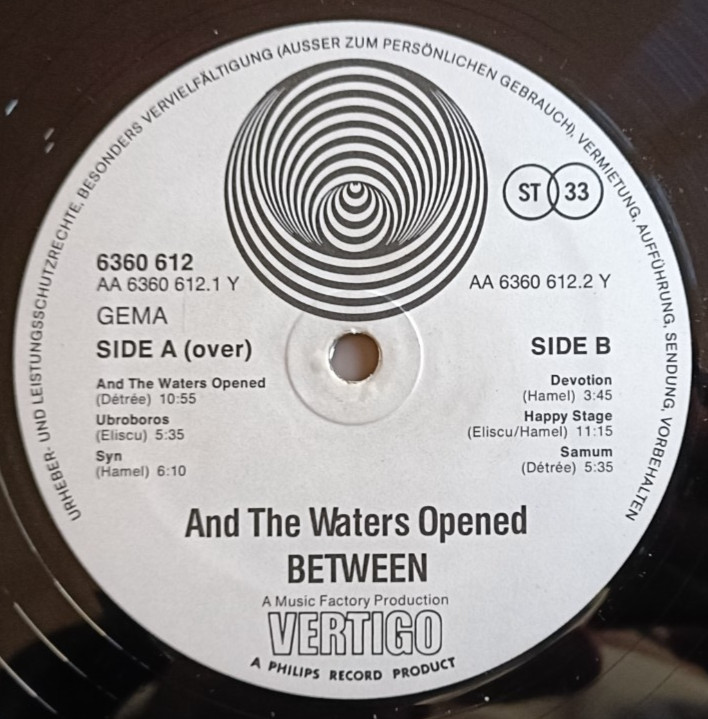 URHEBER- UND LEISTUNGSSCHUTZRECHTE, BESONDERS VERVIELFÄLTIGUNG (AUSSER ZUM PERSÖNLICHEN GEBRAUCH), VERMIETUNG, AUFFÜHRUNG, SENDUNG, VORBEHALTEN
ST 33
6360 612
AA 6360 612.1 Y
AA 6360 612.2 Y
GEMA
SIDE A (over)
And The Waters Opened
(Détrée) 10:55
Ubroboros
(Eliscu) 5:35
Syn
(Hamel) 6:10
SIDE B
Devotion
(Hamel) 3:45
Happy Stage
(Eliscu/Hamel) 11:15
Samum
(Détrée) 5:35
And The Waters Opened
BETWEEN
A Music Factory Production
VERTIGO
A PHILIPS RECORD PRODUCT